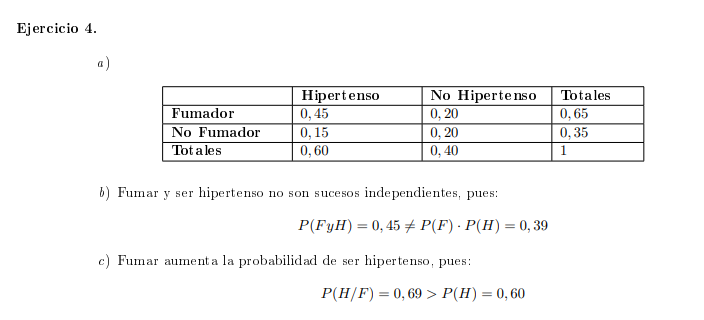 Ejercicio 4.
a)
Hipertenso No Hipertenso Totales
Fumador 0,45 0,20 0,65
No Fumador 0,15 0,20 0,35
Totales 0,60 0,40 1
b) Fumar y ser hipertenso no son sucesos independientes, pues:
P(FyH) = 0,45 ≠ P(F) · P(H) = 0,39
c) Fumar aumenta la probabilidad de ser hipertenso, pues:
P(H/F) = 0,69 > P(H) = 0,60